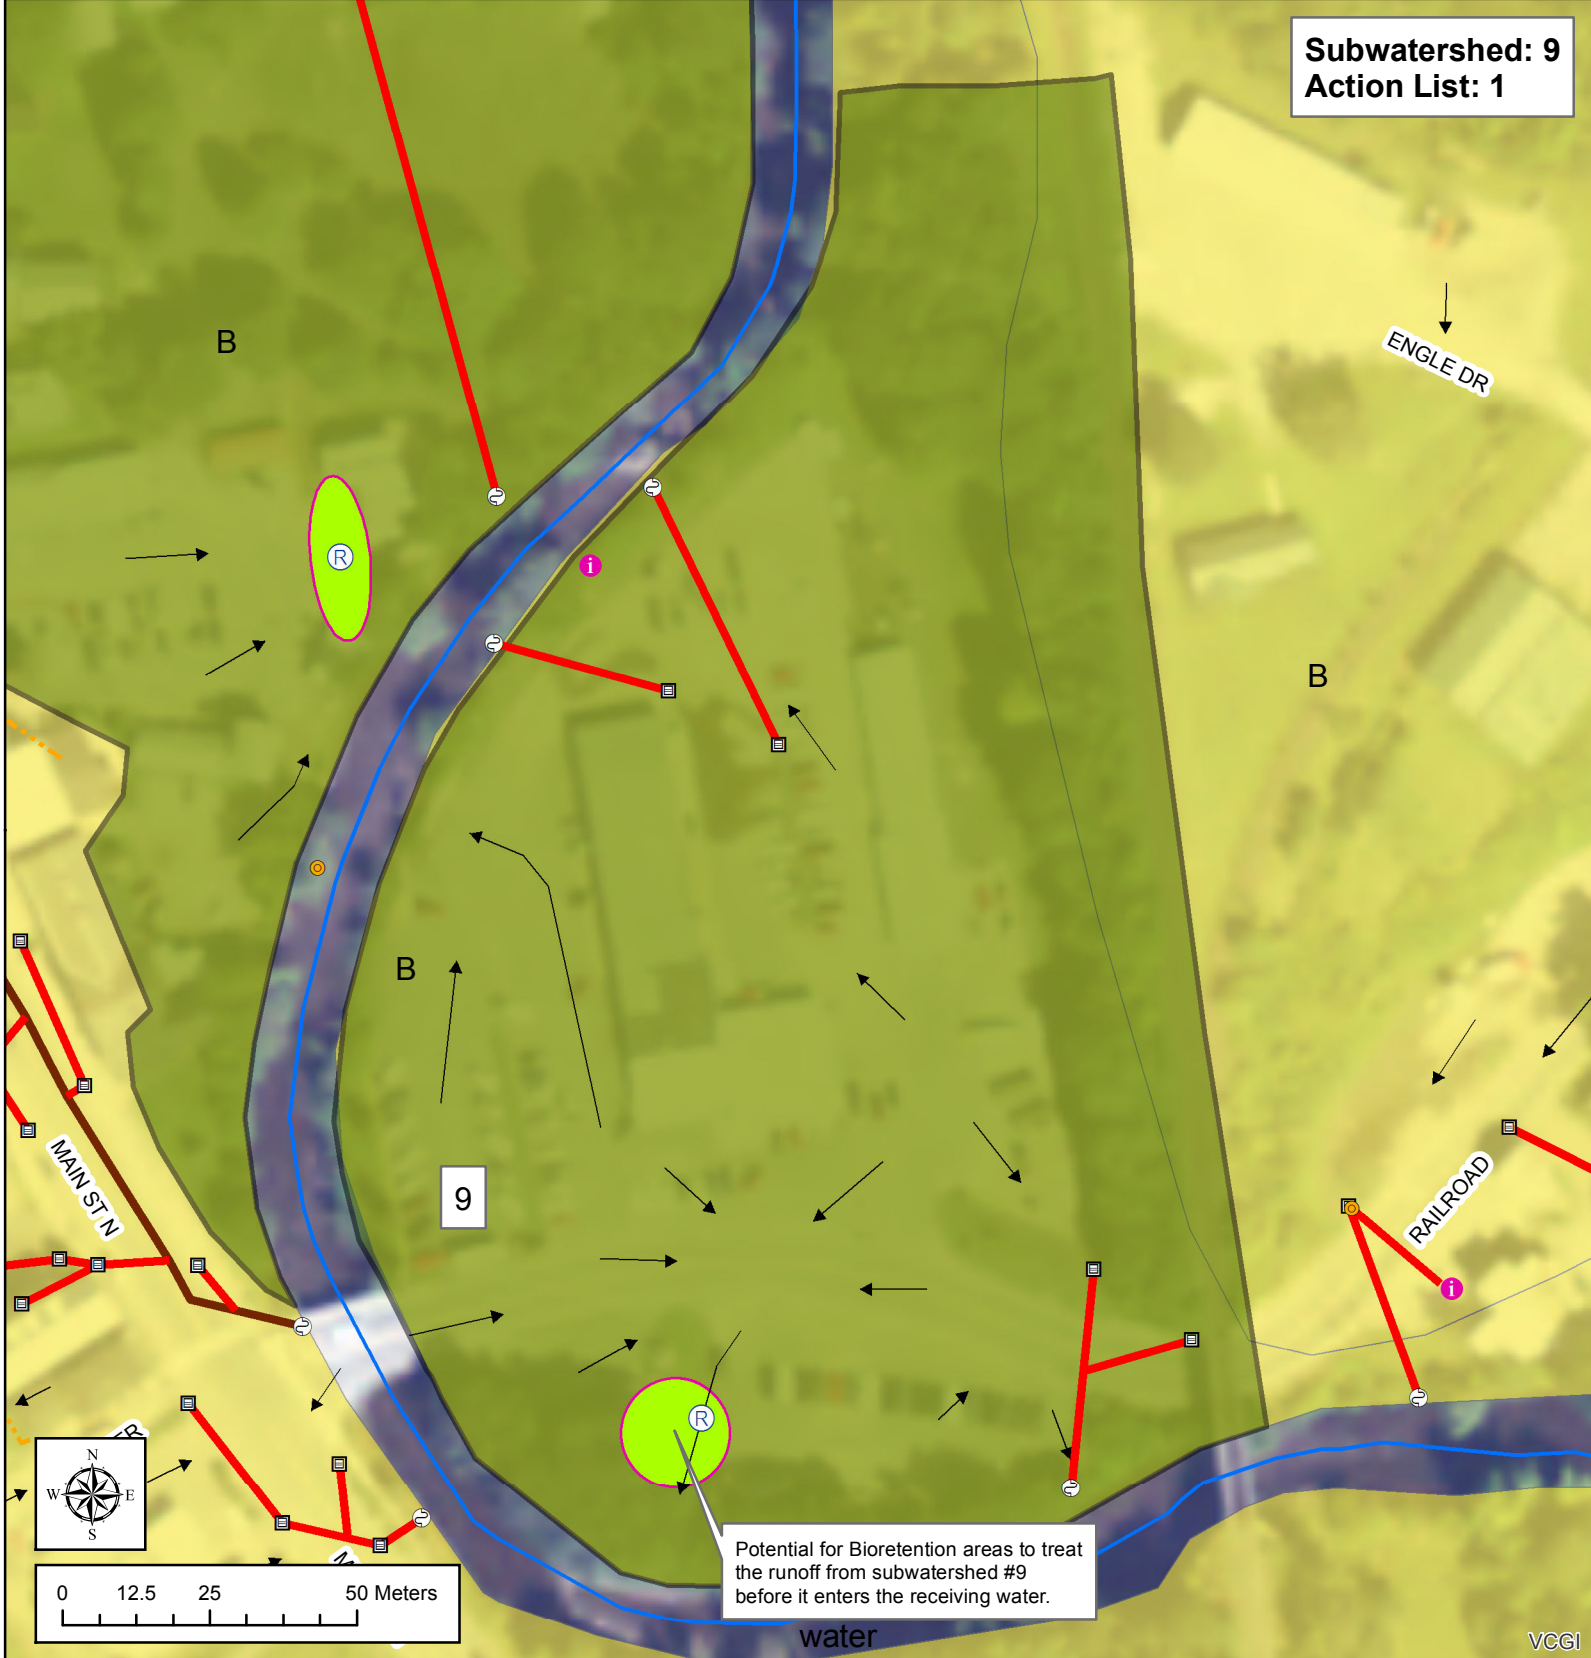 Subwatershed: 9
Action List: 1
B
ENGLE DR
R
i
B
B
MAIN ST N
9
RAILROAD
i
R
N
W E
S
Potential for Bioretention areas to treat
the runoff from subwatershed #9
before it enters the receiving water.
0 12.5 25 50 Meters
water
VCGI